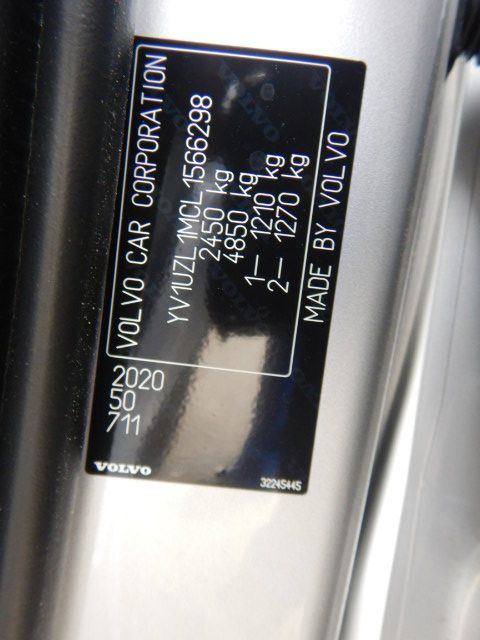 VOLVO CAR CORPORATION
YV1UZL1MCL1566298
2450 kg
4850 kg
1– 1210 kg
2– 1270 kg
MADE BY VOLVO
2020
50
711
VOLVO
32245445